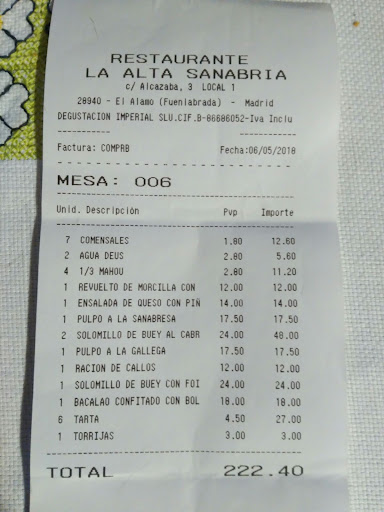 RESTAURANTE
LA ALTA SANABRIA
c/ Alcazaba, 3 LOCAL 1
28940 - El Alamo (Fuenlabrada) - Madrid
DEGUSTACION IMPERIAL SLU.CIF.B-86686052-Iva Inclu
Factura: COMPRB Fecha:06/05/2018
MESA: 006
Unid. Descripción Pvp Importe
7 COMENSALES 1.80 12.60
2 AGUA DEUS 2.80 5.60
4 1/3 MAHOU 2.80 11.20
1 REVUELTO DE MORCILLA CON 12.00 12.00
1 ENSALADA DE QUESO CON PIÑ 14.00 14.00
1 PULPO A LA SANABRESA 17.50 17.50
2 SOLOMILLO DE BUEY AL CABR 24.00 48.00
1 PULPO A LA GALLEGA 17.50 17.50
1 RACION DE CALLOS 12.00 12.00
1 SOLOMILLO DE BUEY CON FOI 24.00 24.00
1 BACALAO CONFITADO CON BOL 18.00 18.00
6 TARTA 4.50 27.00
1 TORRIJAS 3.00 3.00
TOTAL 222.40